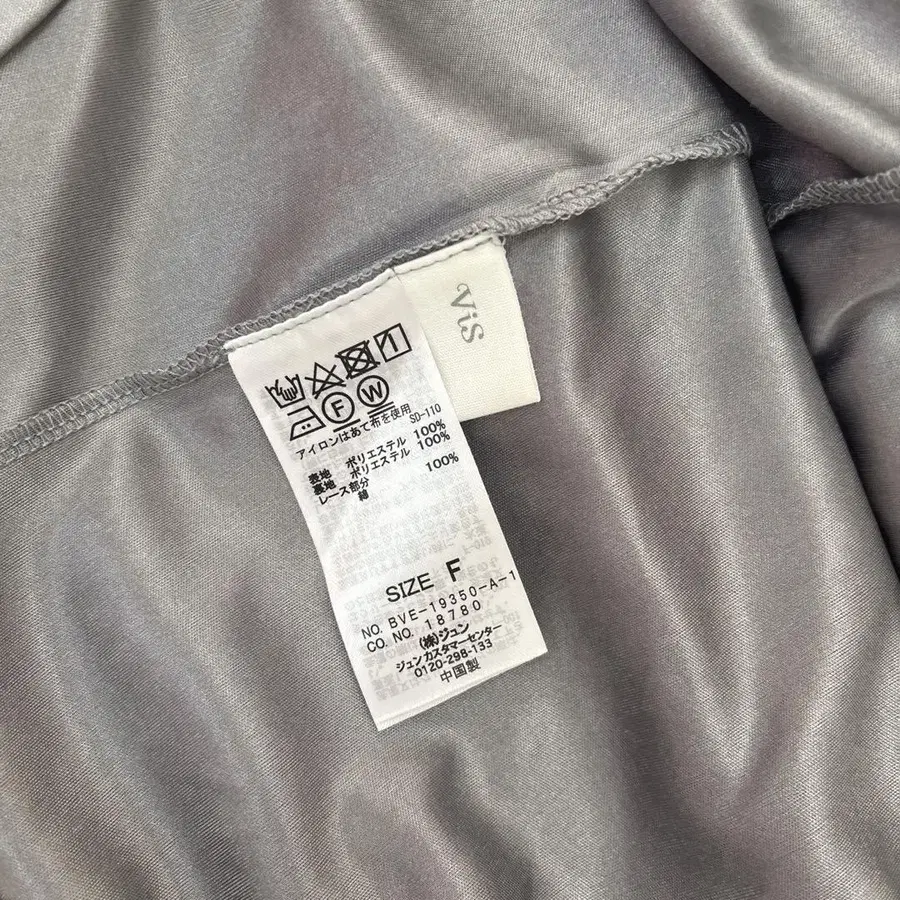 ViS
F W
アイロンはあて布を使用 SD-110
表地 ポリエステル 100%
裏地 ポリエステル 100%
レース部分
綿 100%
SIZE F
NO. BVE-19350-A-1
CO. NO. 18780
(株)ジュン
ジュンカスタマーセンター
0120-298-133
中国製